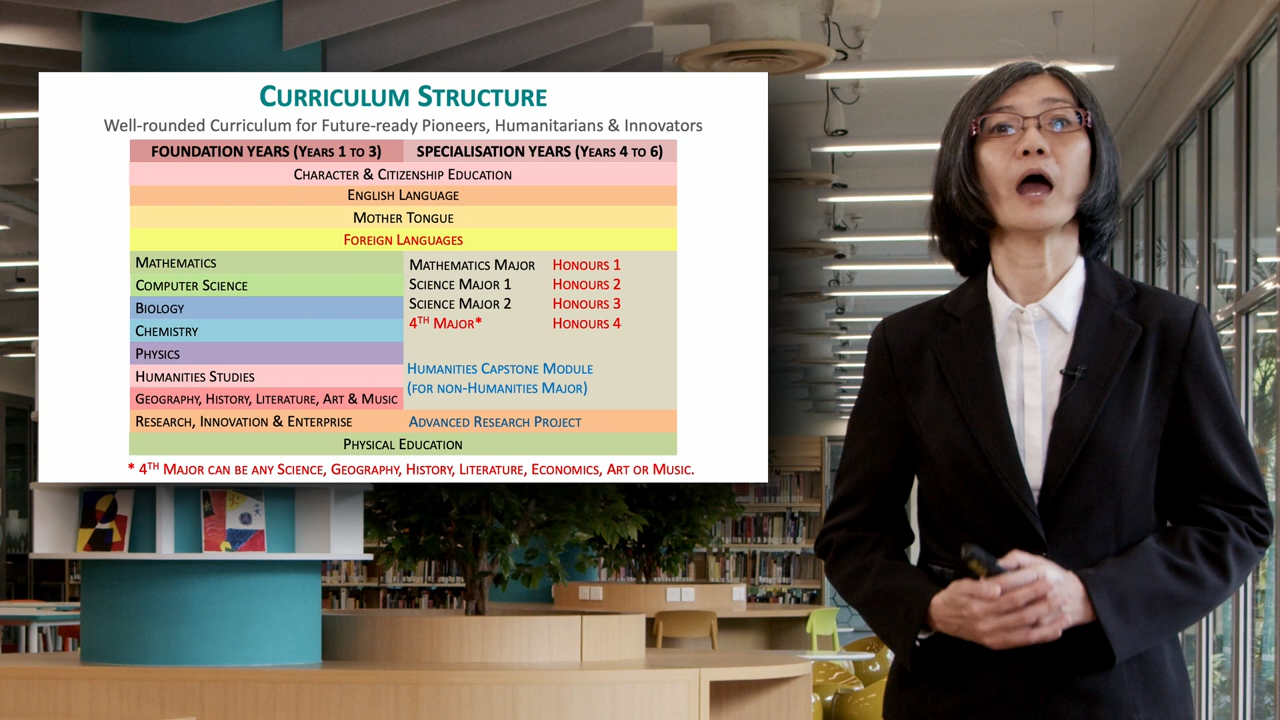 CURRICULUM STRUCTURE
Well-rounded Curriculum for Future-ready Pioneers, Humanitarians & Innovators
FOUNDATION YEARS (YEARS 1 TO 3) SPECIALISATION YEARS (YEARS 4 TO 6)
CHARACTER & CITIZENSHIP EDUCATION
ENGLISH LANGUAGE
MOTHER TONGUE
FOREIGN LANGUAGES
MATHEMATICS
COMPUTER SCIENCE
BIOLOGY
CHEMISTRY
PHYSICS
HUMANITIES STUDIES
GEOGRAPHY, HISTORY, LITERATURE, ART & MUSIC
MATHEMATICS MAJOR HONOURS 1
SCIENCE MAJOR 1 HONOURS 2
SCIENCE MAJOR 2 HONOURS 3
4TH MAJOR* HONOURS 4
HUMANITIES CAPSTONE MODULE
(FOR NON-HUMANITIES MAJOR)
RESEARCH, INNOVATION & ENTERPRISE ADVANCED RESEARCH PROJECT
PHYSICAL EDUCATION
* 4TH MAJOR CAN BE ANY SCIENCE, GEOGRAPHY, HISTORY, LITERATURE, ECONOMICS, ART OR MUSIC.